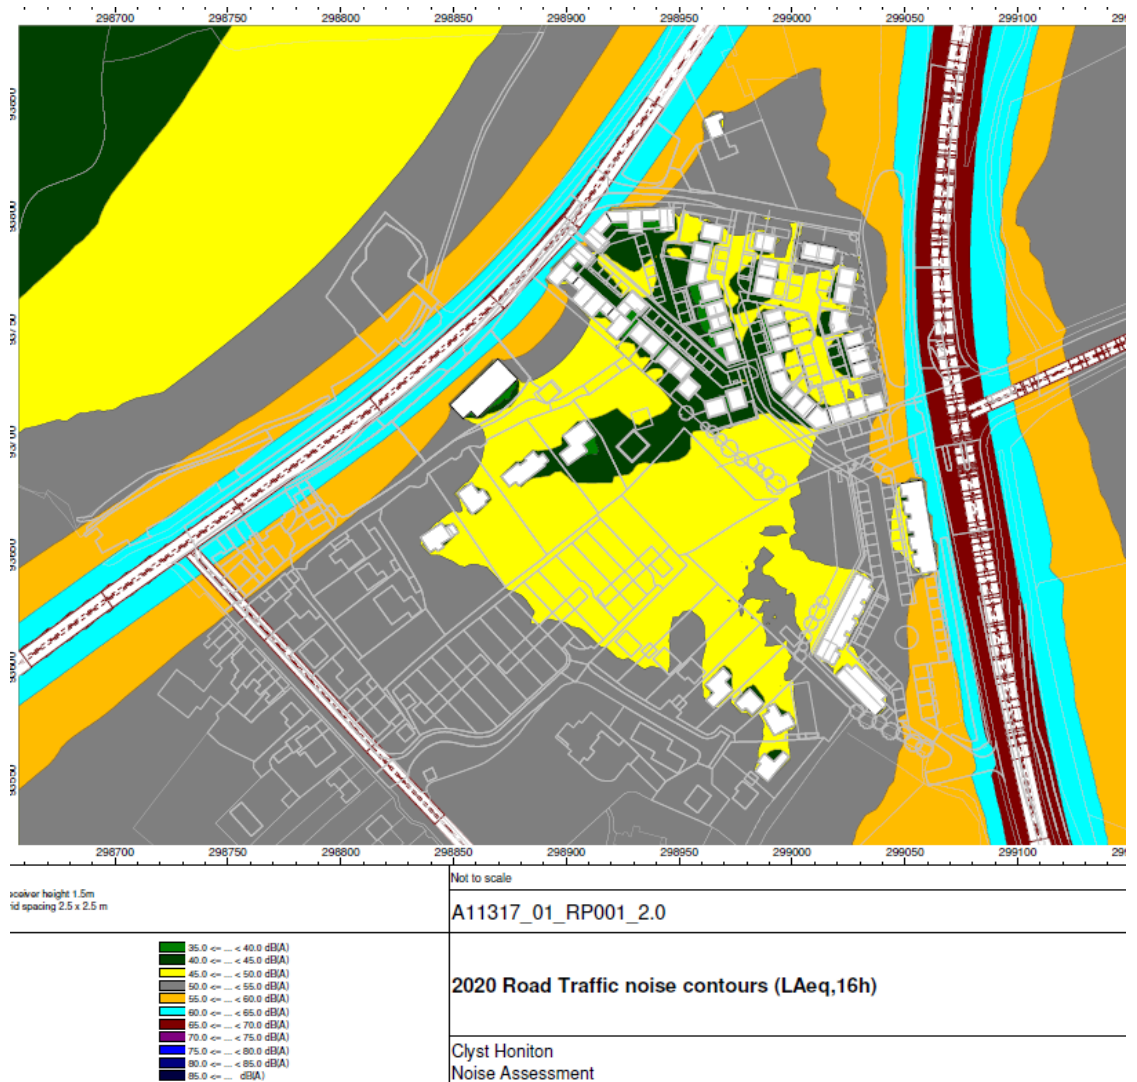 298700 298750 298800 298850 298900 298950 299000 299050 299100
298700 298750 298800 298850 298900 298950 299000 299050 299100
Not to scale
eceiver height 1.5m
rid spacing 2.5 x 2.5 m
A11317_01_RP001_2.0
35.0 <= ... < 40.0 dB(A)
40.0 <= ... < 45.0 dB(A)
45.0 <= ... < 50.0 dB(A)
50.0 <= ... < 55.0 dB(A)
55.0 <= ... < 60.0 dB(A)
60.0 <= ... < 65.0 dB(A)
65.0 <= ... < 70.0 dB(A)
70.0 <= ... < 75.0 dB(A)
75.0 <= ... < 80.0 dB(A)
80.0 <= ... < 85.0 dB(A)
85.0 <= ... dB(A)
2020 Road Traffic noise contours (LAeq,16h)
Clyst Honiton
Noise Assessment